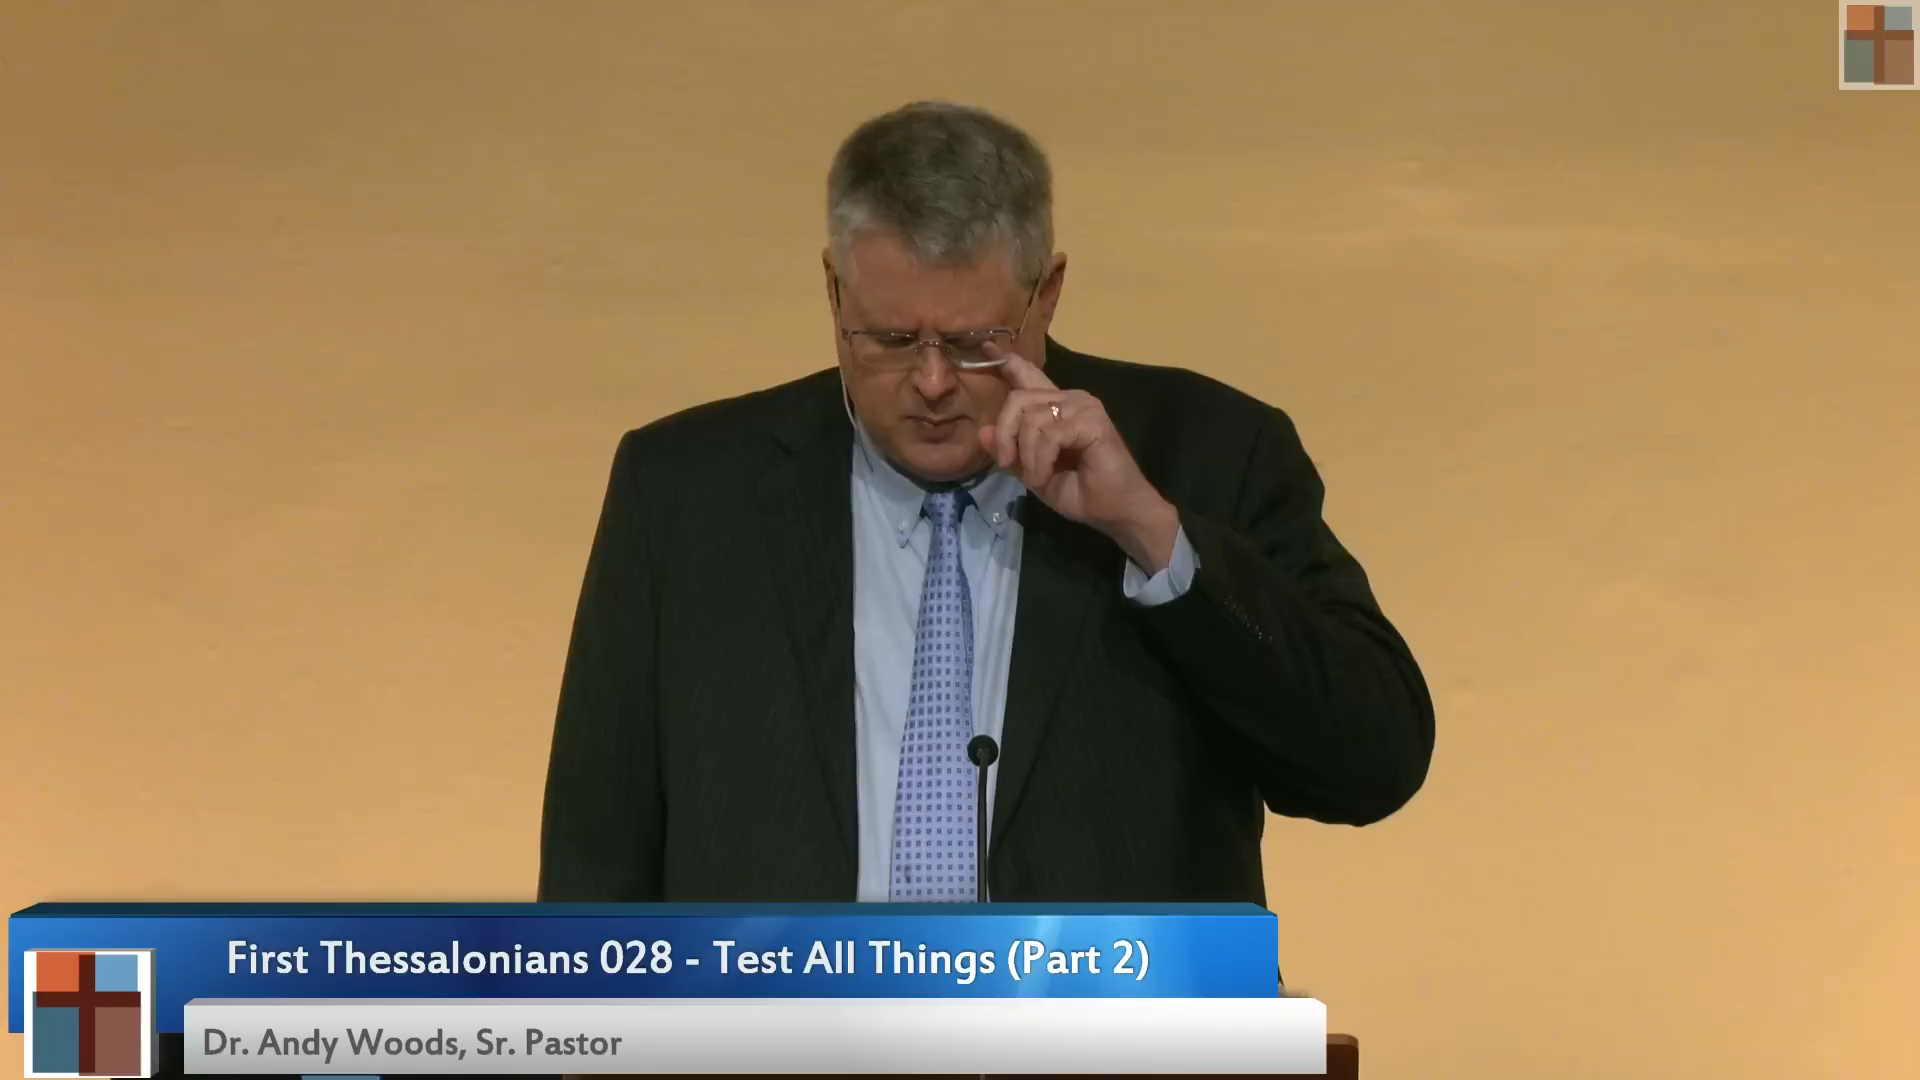 First Thessalonians 028 - Test All Things (Part 2)
Dr. Andy Woods, Sr. Pastor